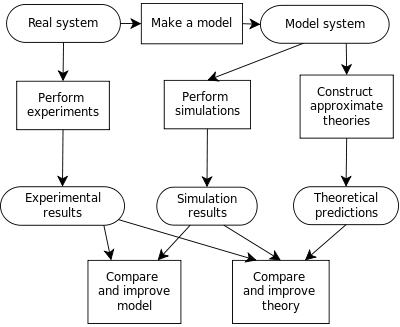 Real system
Make a model
Model system
Perform
experiments
Perform
simulations
Construct
approximate
theories
Experimental
results
Simulation
results
Theoretical
predictions
Compare
and improve
model
Compare
and improve
theory